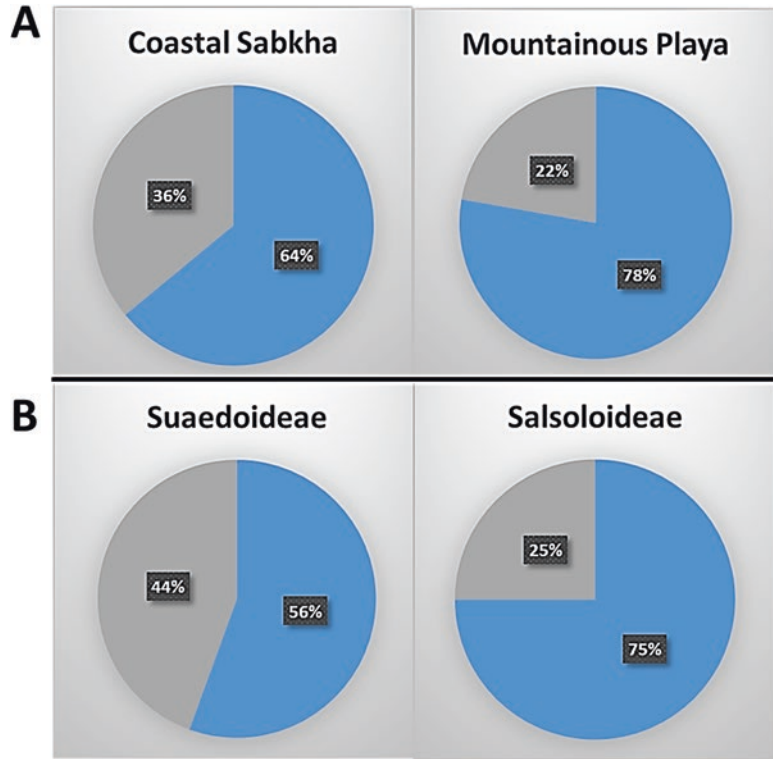 A
Coastal Sabkha
36%
64%
Mountainous Playa
22%
78%
B
Suaedoideae
44%
56%
Salsoloideae
25%
75%